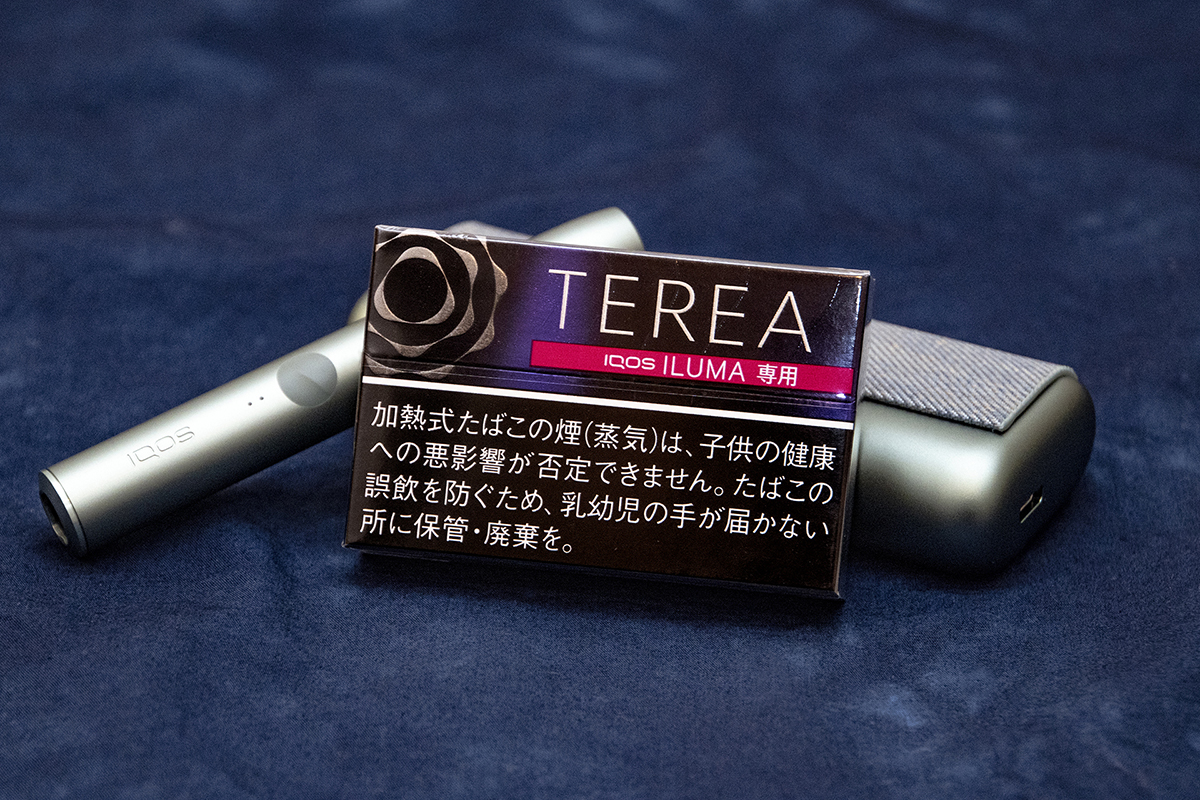 TEREA
IQOS ILUMA 専用
加熱式たばこの煙(蒸気)は、子供の健康
への悪影響が否定できません。たばこの
誤飲を防ぐため、乳幼児の手が届かない
所に保管・廃棄を。
IQOS